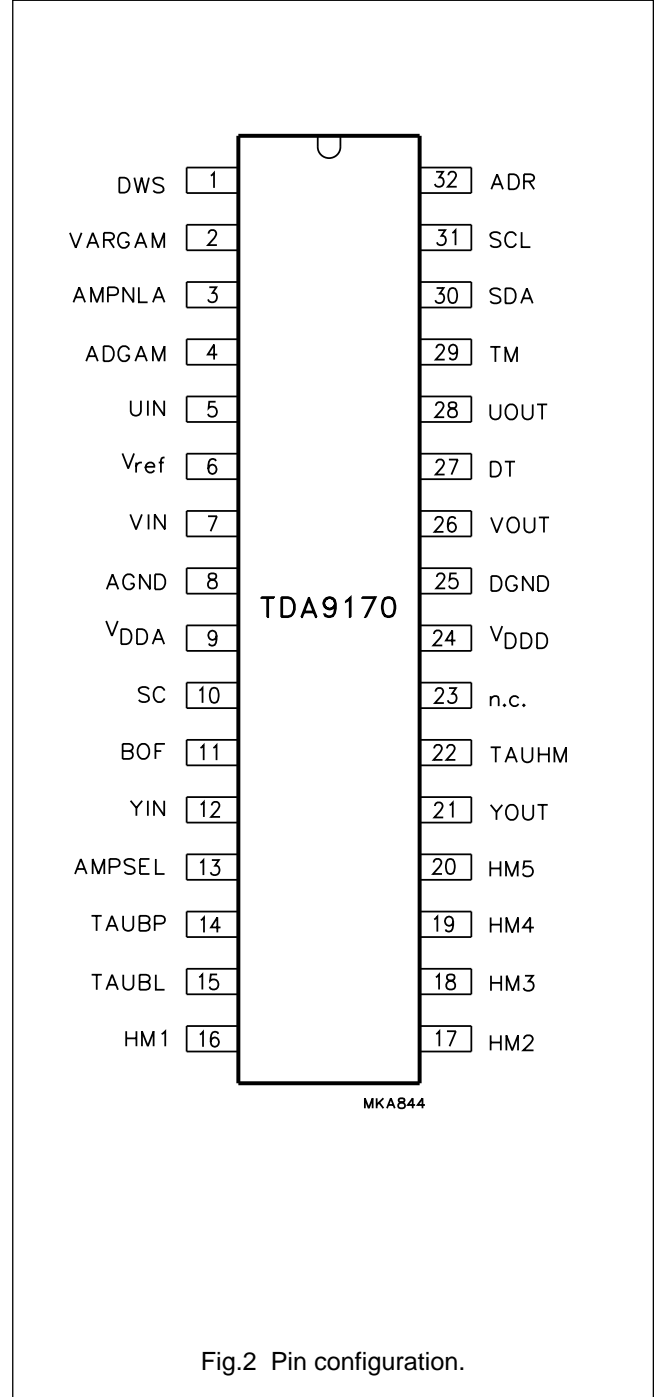 DWS 1 32 ADR
VARGAM 2 31 SCL
AMPNLA 3 30 SDA
ADGAM 4 29 TM
UIN 5 28 UOUT
Vref 6 27 DT
VIN 7 26 VOUT
AGND 8 25 DGND
TDA9170
VDDA 9 24 VDDD
SC 10 23 n.c.
BOF 11 22 TAUHM
YIN 12 21 YOUT
AMPSEL 13 20 HM5
TAUBP 14 19 HM4
TAUBL 15 18 HM3
HM1 16 17 HM2
MKA844
Fig.2 Pin configuration.